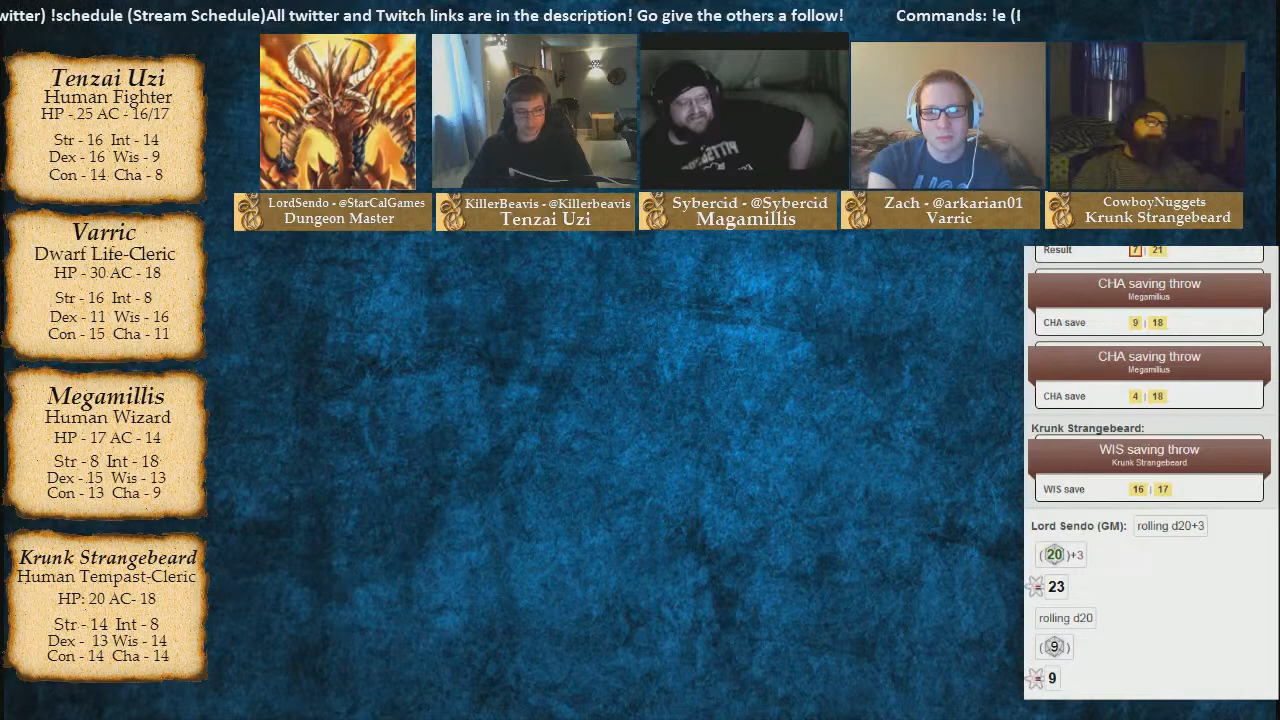 witter) !schedule (Stream Schedule)All twitter and Twitch links are in the description! Go give the others a follow! Commands: !e (I
Tenzai Uzi
Human Fighter
HP - 25 AC - 16/17
Str - 16 Int - 14
Dex - 16 Wis - 9
Con - 14 Cha - 8
Varric
Dwarf Life-Cleric
HP - 30 AC - 18
Str - 16 Int - 8
Dex - 11 Wis - 16
Con - 15 Cha - 11
Megamillis
Human Wizard
HP - 17 AC - 14
Str - 8 Int - 18
Dex - 15 Wis - 13
Con - 13 Cha - 9
Krunk Strangebeard
Human Tempast-Cleric
HP: 20 AC- 18
Str - 14 Int - 8
Dex - 13 Wis - 14
Con - 14 Cha - 14
LordSendo - @StarCalGames
Dungeon Master
KillerBeavis - @Killerbeavis
Tenzai Uzi
Sybercid - @Sybercid
Magamillis
Zach - @arkarian01
Varric
CowboyNuggets
Krunk Strangebeard
Result 7 | 21
CHA saving throw
Megamillius
CHA save 9 | 18
CHA saving throw
Megamillius
CHA save 4 | 18
Krunk Strangebeard:
WIS saving throw
Krunk Strangebeard
WIS save 16 | 17
Lord Sendo (GM): rolling d20+3
(20)+3
= 23
rolling d20
(9)
= 9